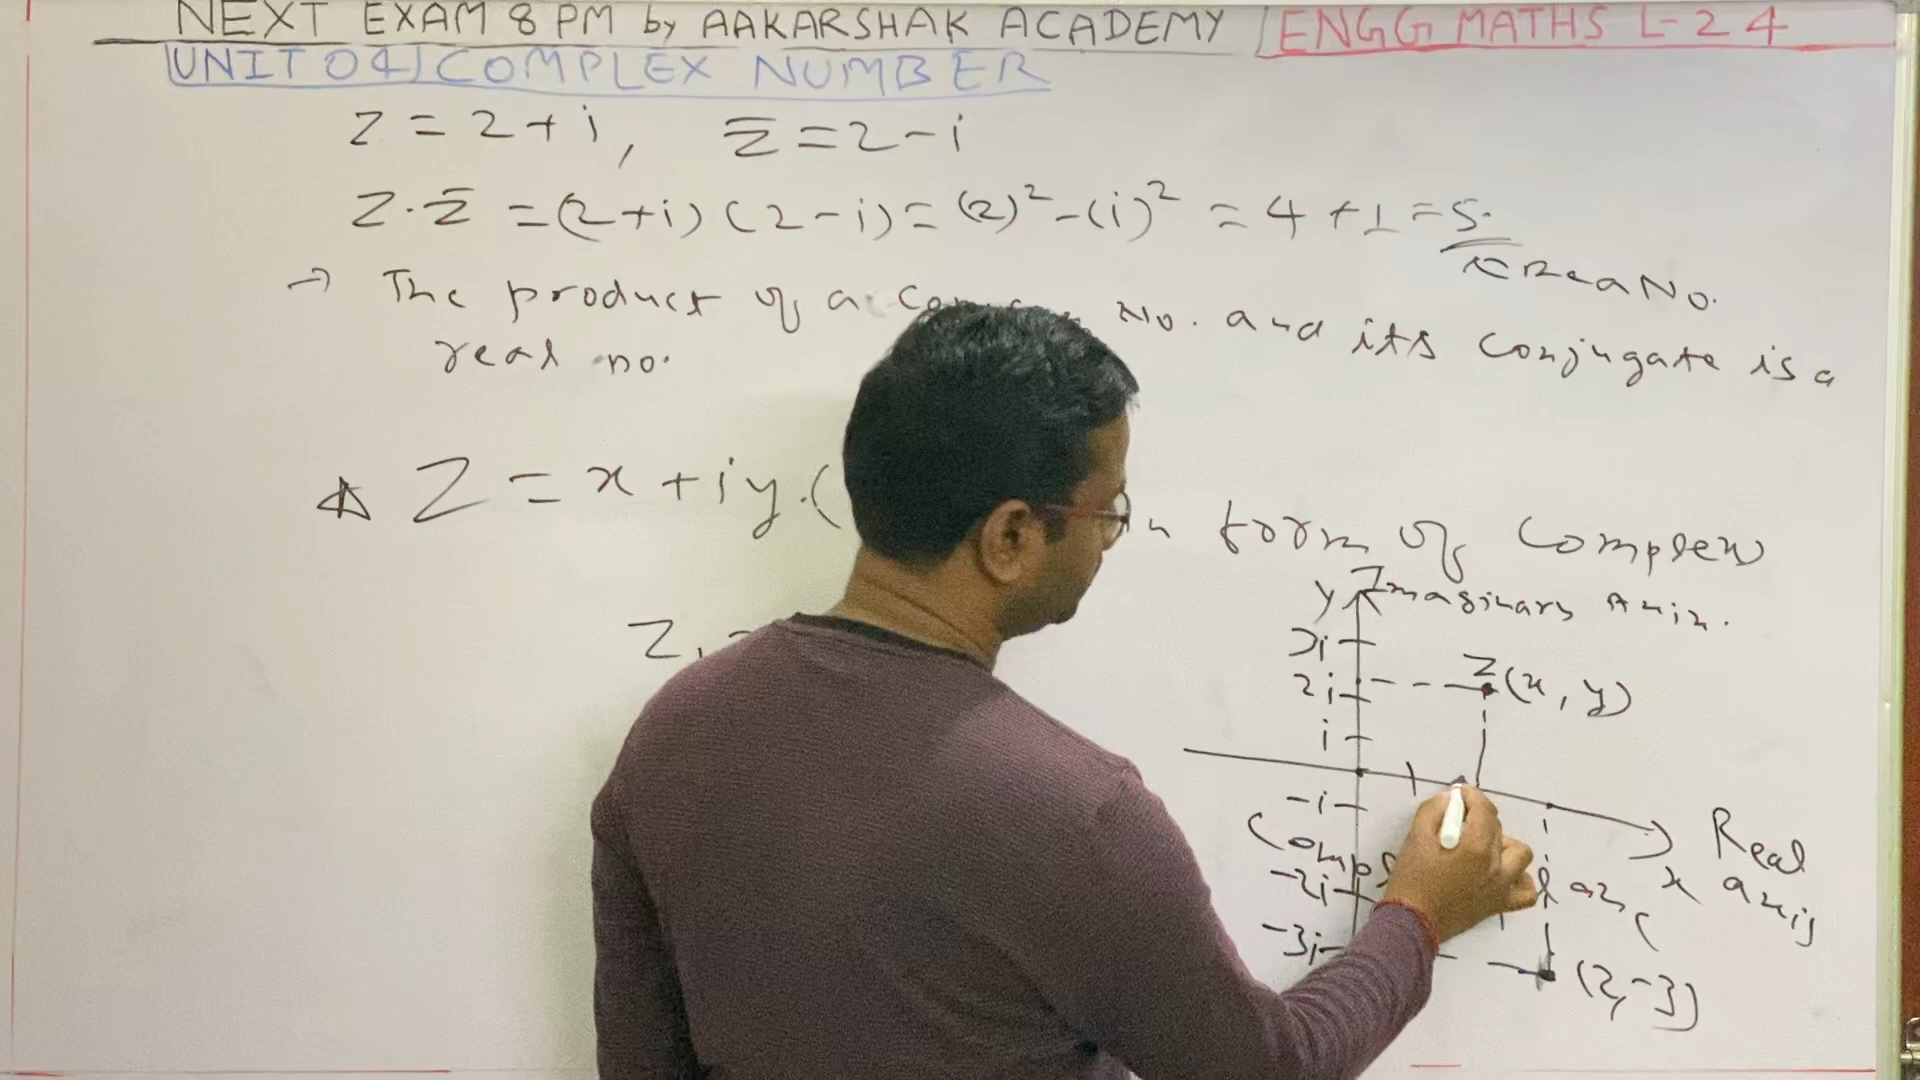 NEXT EXAM 8 PM by AAKARSHAK ACADEMY ENGG MATHS L-24
UNIT 04 COMPLEX NUMBER
Z = 2+i, Z̅ = 2-i
Z·Z̅ = (2+i)(2-i) = (2)² - (i)² = 4+1 = 5.
No.
→ The product of a No. and its conjugate is a
real no.
Z = x+iy. ( form of Complex
y Imaginary Axis.
3i
Z,
2i Z(x, y)
i
-i
Real
x axis
-2i
-3i
(2,-3)